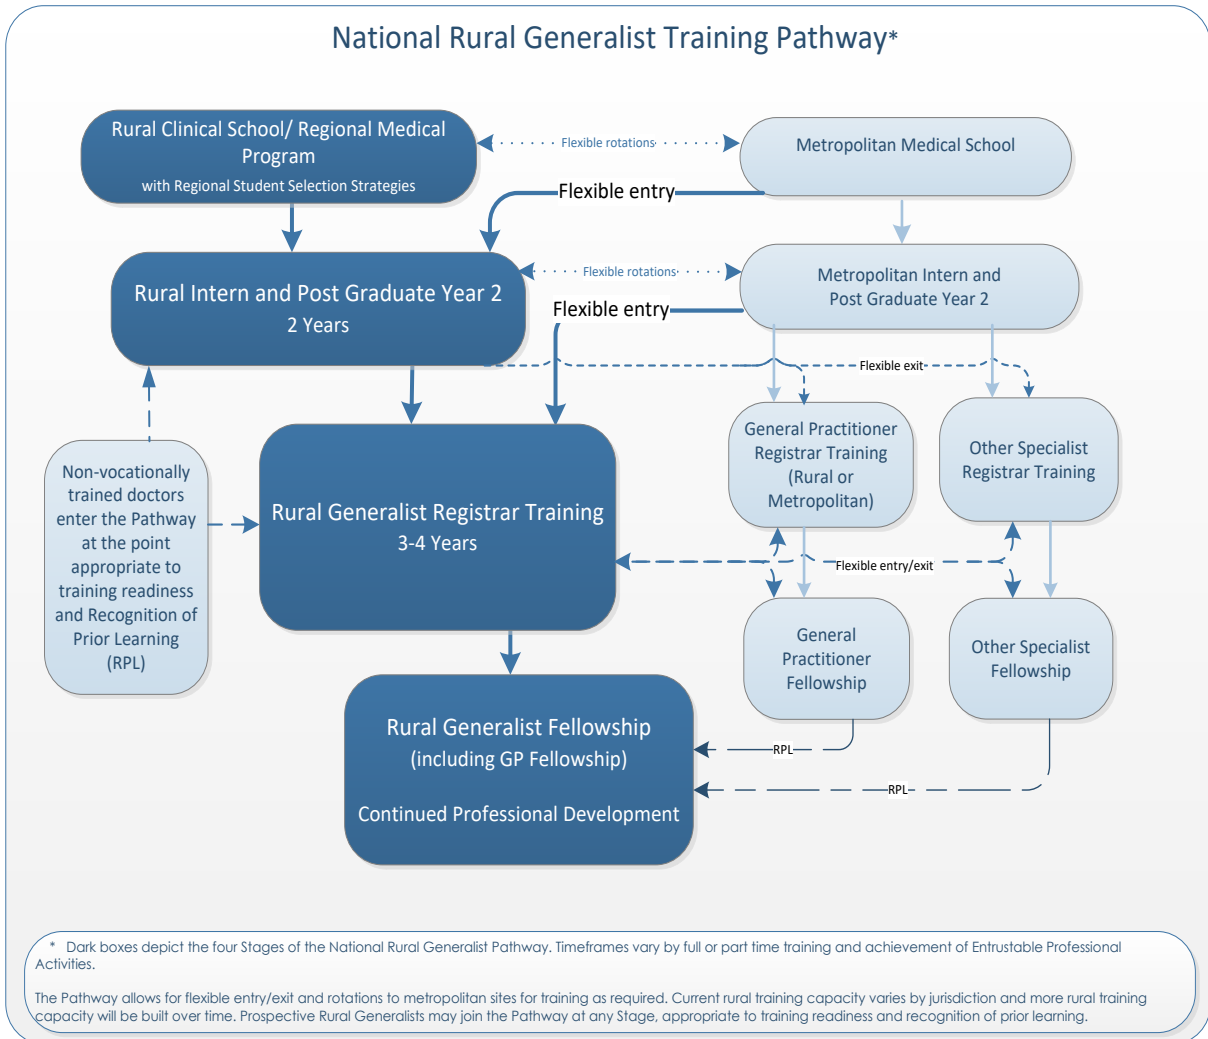 National Rural Generalist Training Pathway*
Rural Clinical School/ Regional Medical
Program
with Regional Student Selection Strategies
Flexible rotations
Metropolitan Medical School
Flexible entry
Rural Intern and Post Graduate Year 2
2 Years
Flexible rotations
Metropolitan Intern and
Post Graduate Year 2
Flexible entry
Flexible exit
Non-vocationally
trained doctors
enter the Pathway
at the point
appropriate to
training readiness
and Recognition of
Prior Learning
(RPL)
Rural Generalist Registrar Training
3-4 Years
General Practitioner
Registrar Training
(Rural or
Metropolitan)
Other Specialist
Registrar Training
Flexible entry/exit
General
Practitioner
Fellowship
Other Specialist
Fellowship
Rural Generalist Fellowship
(including GP Fellowship)
Continued Professional Development
RPL
RPL
* Dark boxes depict the four Stages of the National Rural Generalist Pathway. Timeframes vary by full or part time training and achievement of Entrustable Professional
Activities.
The Pathway allows for flexible entry/exit and rotations to metropolitan sites for training as required. Current rural training capacity varies by jurisdiction and more rural training
capacity will be built over time. Prospective Rural Generalists may join the Pathway at any Stage, appropriate to training readiness and recognition of prior learning.